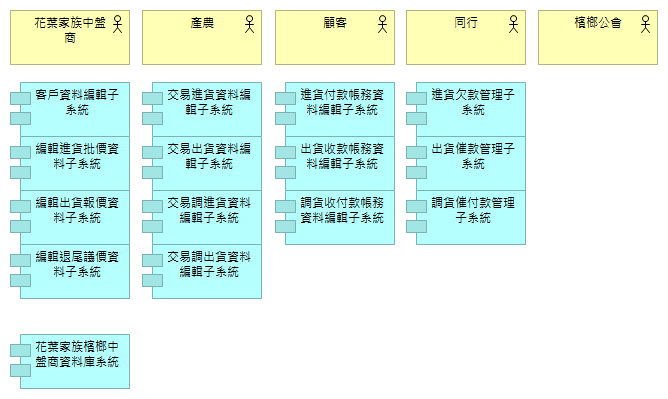 花葉家族中盤
商
產農
顧客
同行
檳榔公會
客戶資料編輯子
系統
編輯進貨批價資
料子系統
編輯出貨報價資
料子系統
編輯退尾議價資
料子系統
交易進貨資料編
輯子系統
交易出貨資料編
輯子系統
交易調進貨資料
編輯子系統
交易調出貨資料
編輯子系統
進貨付款帳務資
料編輯子系統
出貨收款帳務資
料編輯子系統
調貨收付款帳務
資料編輯子系統
進貨欠款管理子
系統
出貨催款管理子
系統
調貨催付款管理
子系統
花葉家族檳榔中
盤商資料庫系統